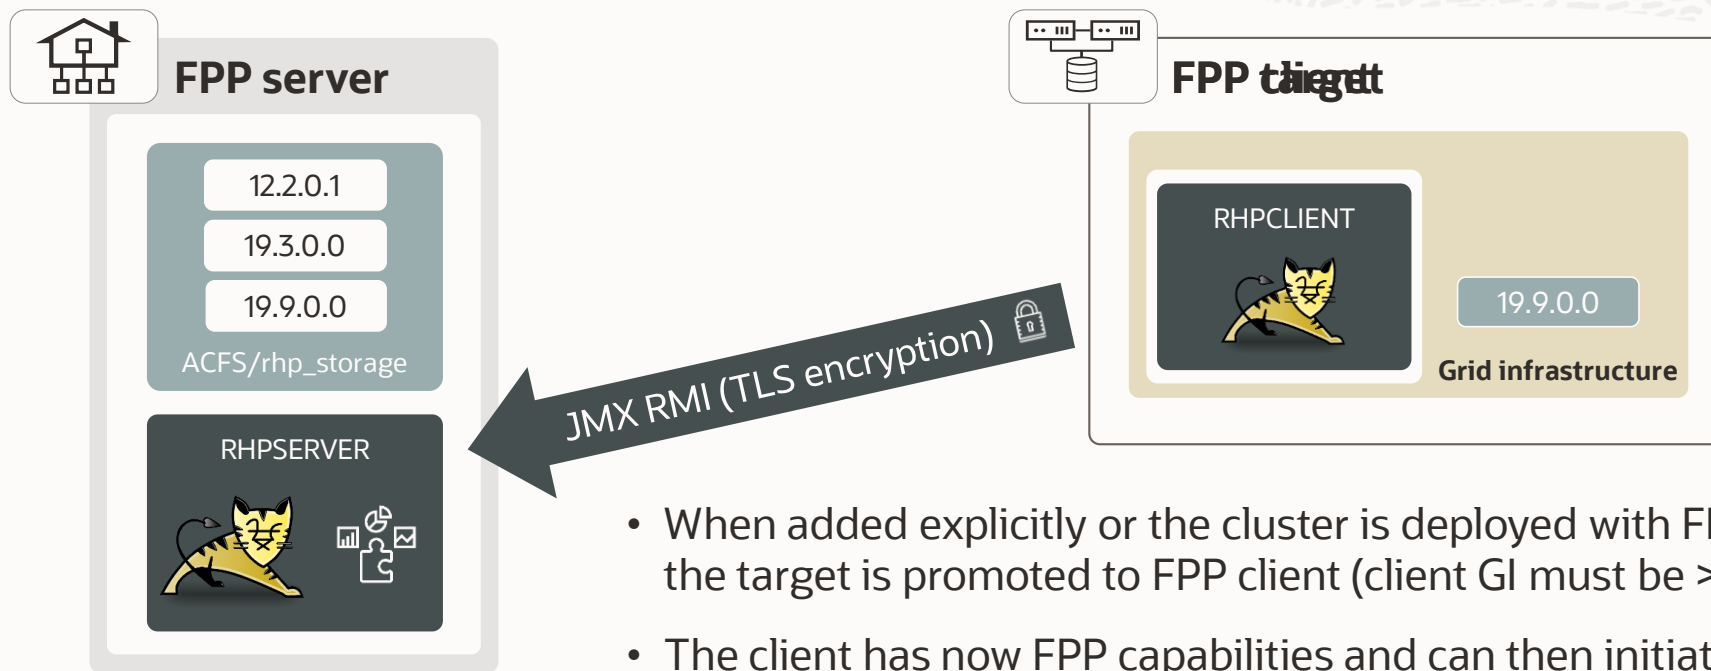 FPP server
12.2.0.1
19.3.0.0
19.9.0.0
ACFS/rhp_storage
RHPSERVER
JMX RMI (TLS encryption)
FPP
RHPCLIENT
19.9.0.0
Grid infrastructure
• When added explicitly or the cluster is deployed with
the target is promoted to FPP client (client GI must be >
• The client has now FPP capabilities and can then